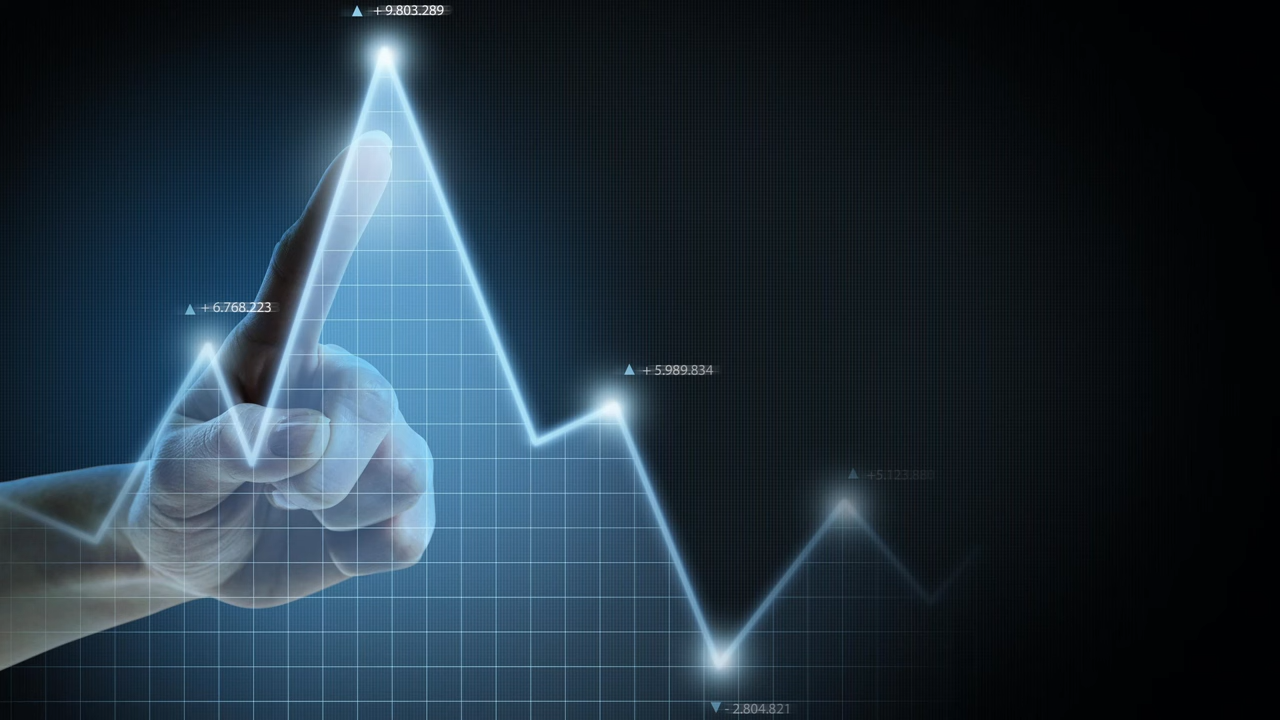 ▲ + 9.803.289
▲ + 6.768.223
▲ + 5.989.834
▼ - 2.804.821